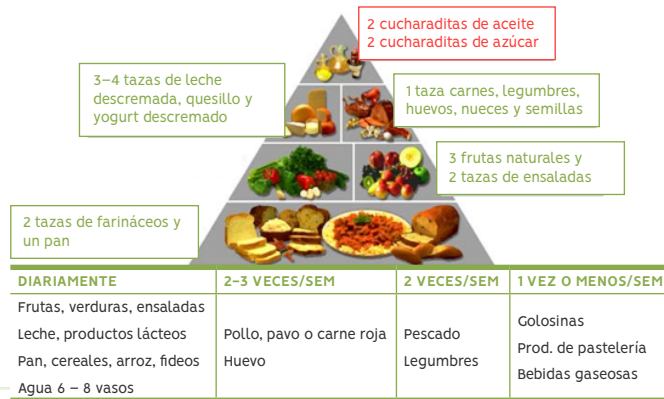 2 cucharaditas de aceite
2 cucharaditas de azúcar
3–4 tazas de leche
descremada, quesillo y
yogurt descremado
1 taza carnes, legumbres,
huevos, nueces y semillas
3 frutas naturales y
2 tazas de ensaladas
2 tazas de farináceos y
un pan
DIARIAMENTE
Frutas, verduras, ensaladas
Leche, productos lácteos
Pan, cereales, arroz, fideos
Agua 6 – 8 vasos
2–3 VECES/SEM
Pollo, pavo o carne roja
Huevo
2 VECES/SEM
Pescado
Legumbres
1 VEZ O MENOS/SEM
Golosinas
Prod. de pastelería
Bebidas gaseosas